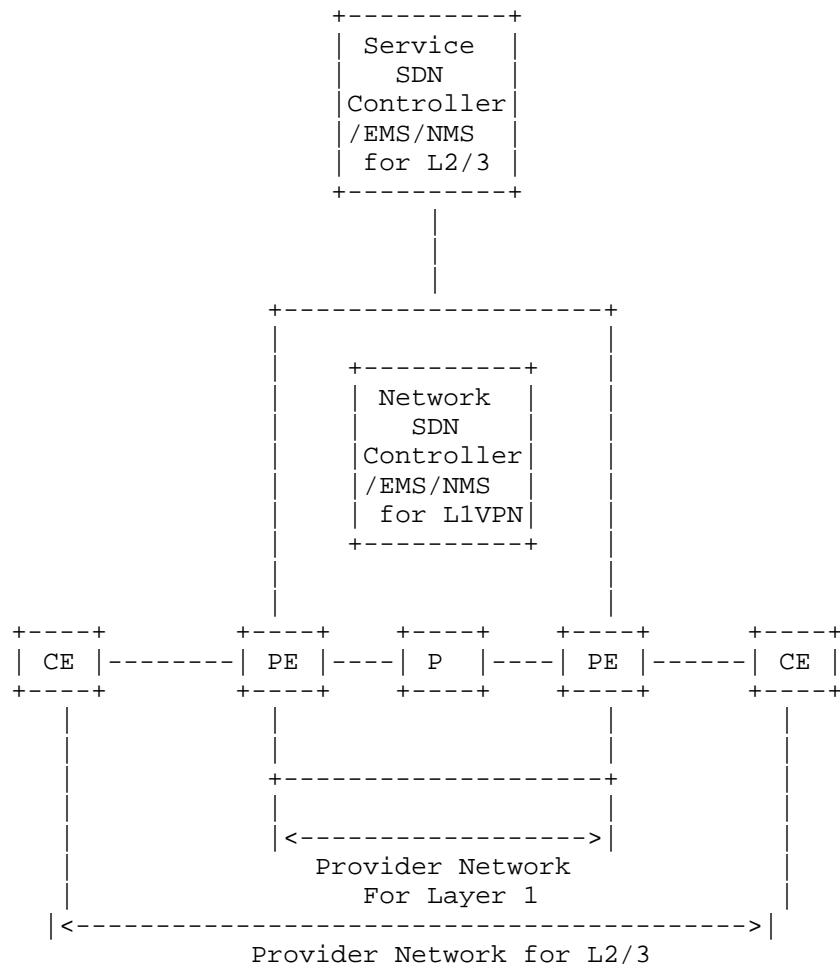 Service
SDN
Controller
/EMS/NMS
for L2/3
Network
SDN
Controller
/EMS/NMS
for L1VPN
CE PE P PE CE
Provider Network
For Layer 1
Provider Network for L2/3